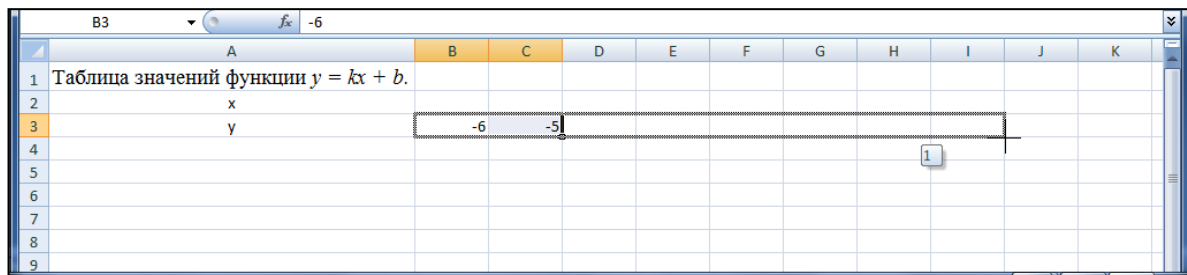 B3 fx -6
A B C D E F G H I J K
1 Таблица значений функции y = kx + b.
2 x
3 y -6 -5
4 1
5
6
7
8
9